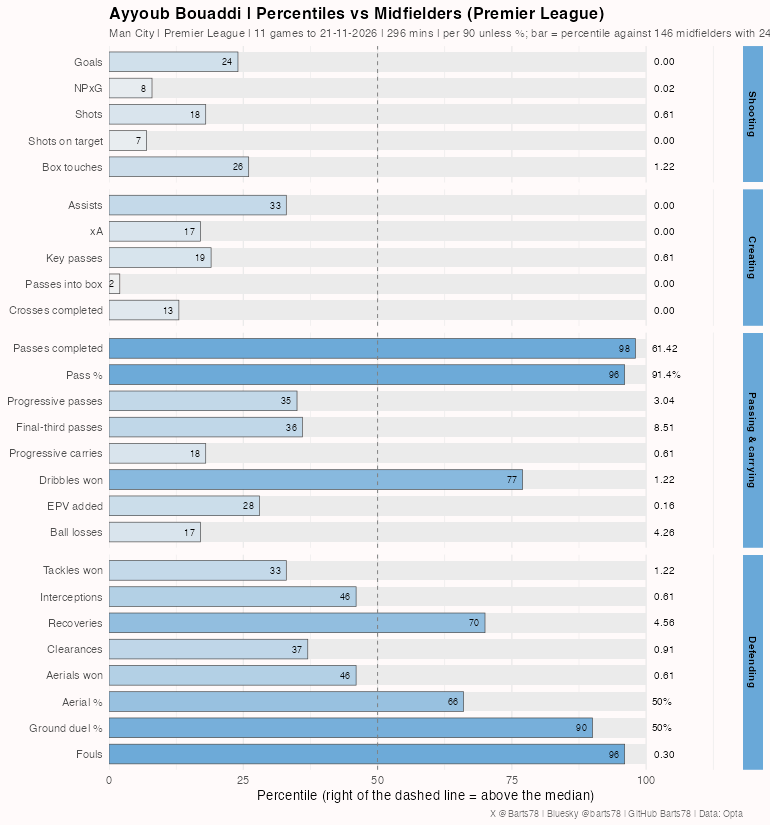 Ayyoub Bouaddi | Percentiles vs Midfielders (Premier League)
Man City | Premier League | 11 games to 21-11-2026 | 296 mins | per 90 unless %; bar = percentile against 146 midfielders with 24
Goals 24 0.00
NPxG 8 0.02
Shots 18 0.61
Shots on target 7 0.00
Box touches 26 1.22
Shooting
Assists 33 0.00
xA 17 0.00
Key passes 19 0.61
Passes into box 2 0.00
Crosses completed 13 0.00
Creating
Passes completed 98 61.42
Pass % 96 91.4%
Progressive passes 35 3.04
Final-third passes 36 8.51
Progressive carries 18 0.61
Dribbles won 77 1.22
EPV added 28 0.16
Ball losses 17 4.26
Passing & carrying
Tackles won 33 1.22
Interceptions 46 0.61
Recoveries 70 4.56
Clearances 37 0.91
Aerials won 46 0.61
Aerial % 66 50%
Ground duel % 90 50%
Fouls 96 0.30
Defending
0 25 50 75 100
Percentile (right of the dashed line = above the median)
X @Barts78 | Bluesky @barts78 | GitHub Barts78 | Data: Opta